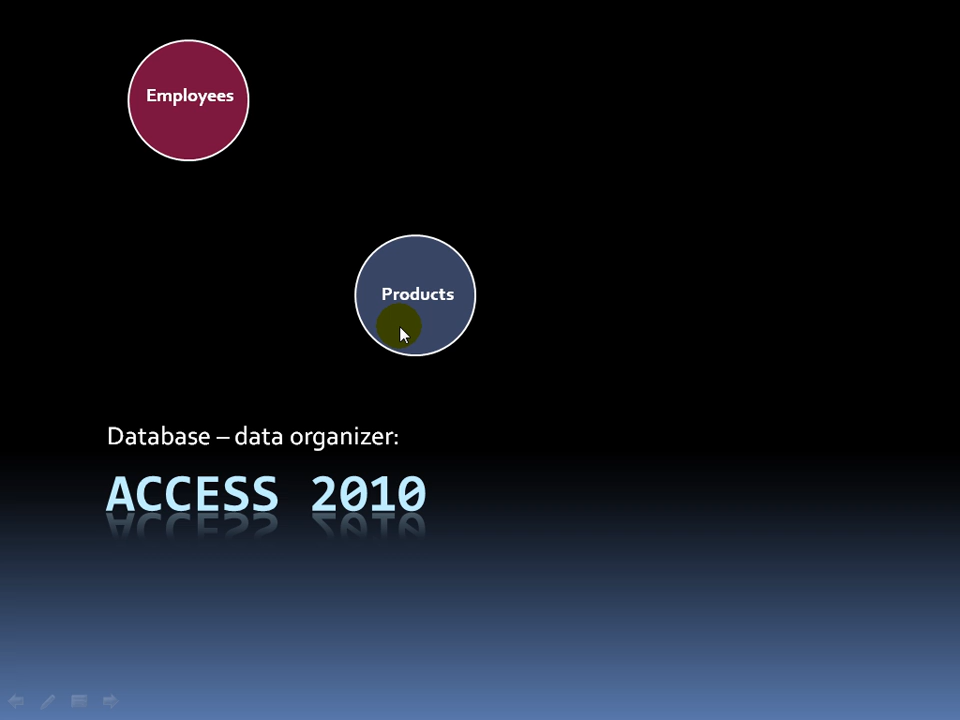 Employees
Products
Database – data organizer:
ACCESS 2010